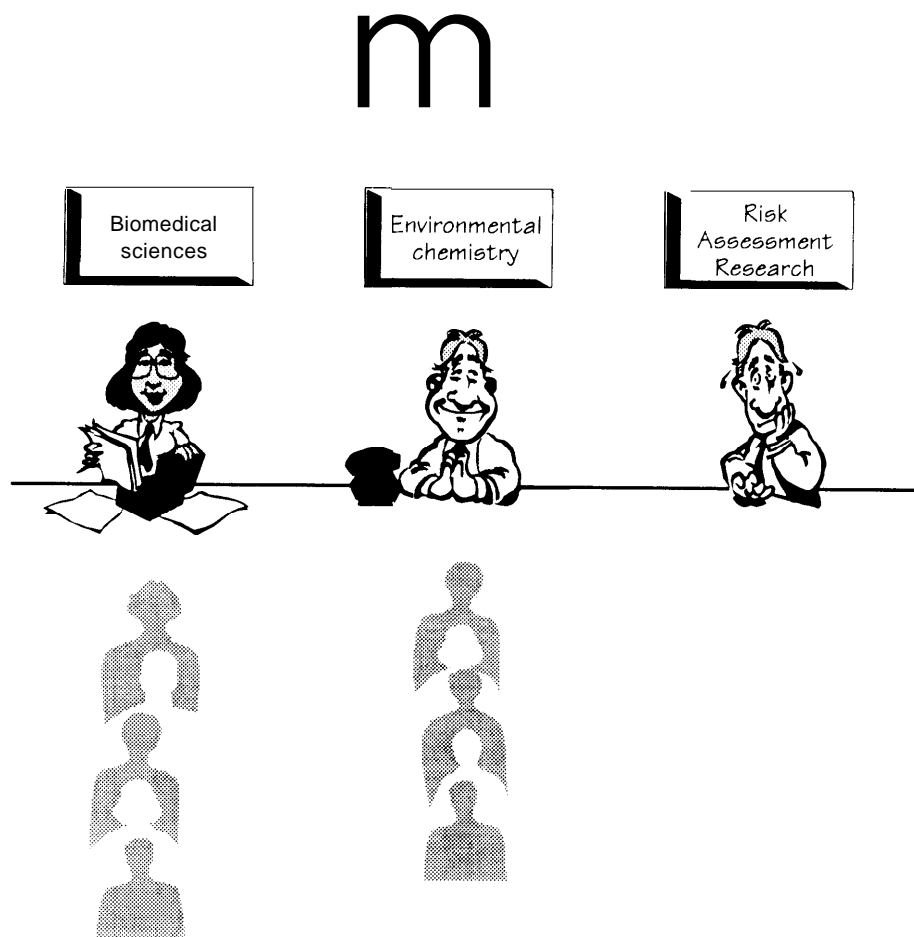 m
Biomedical
sciences
Environmental
chemistry
Risk
Assessment
Research